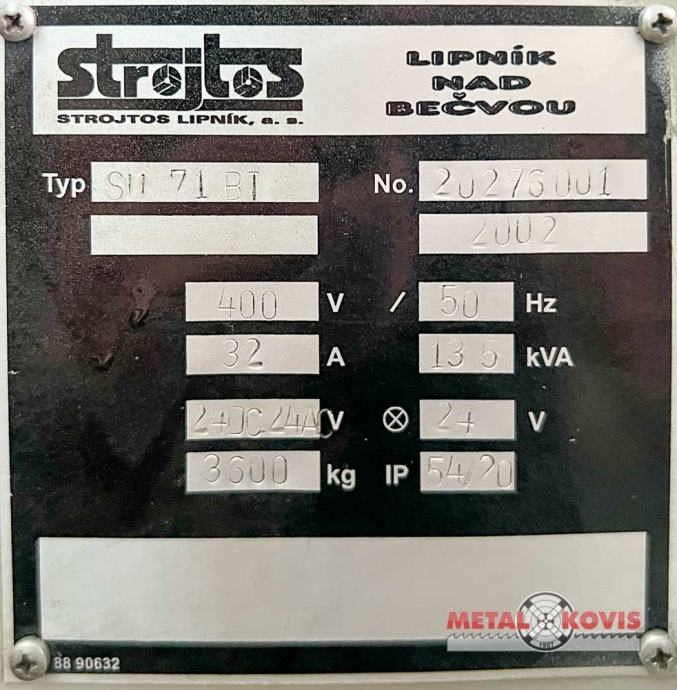 strojtos
STROJTOS LIPNÍK, a. s.
LIPNÍK
NAD
BEČVOU
Typ SU 71 BT No. 20276001
2002
400 V / 50 Hz
32 A 13 5 kVA
24DC 24AC V ⊗ 24 V
3600 kg IP 54/20
METAL KOVIS
1987
88 90632